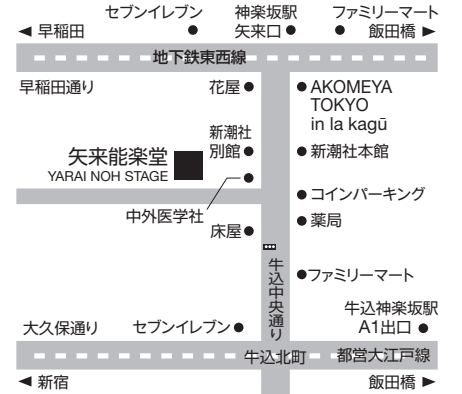 セブンイレブン
神楽坂駅
矢来口
ファミリーマート
◀ 早稲田
飯田橋 ▶
地下鉄東西線
早稲田通り
花屋
AKOMEYA
TOKYO
in la kagū
新潮社
別館
新潮社本館
矢来能楽堂
YARAI NOH STAGE
コインパーキング
中外医学社
薬局
床屋
牛込中央通り
ファミリーマート
牛込神楽坂駅
A1出口
大久保通り
セブンイレブン
牛込北町
都営大江戸線
◀ 新宿
飯田橋 ▶